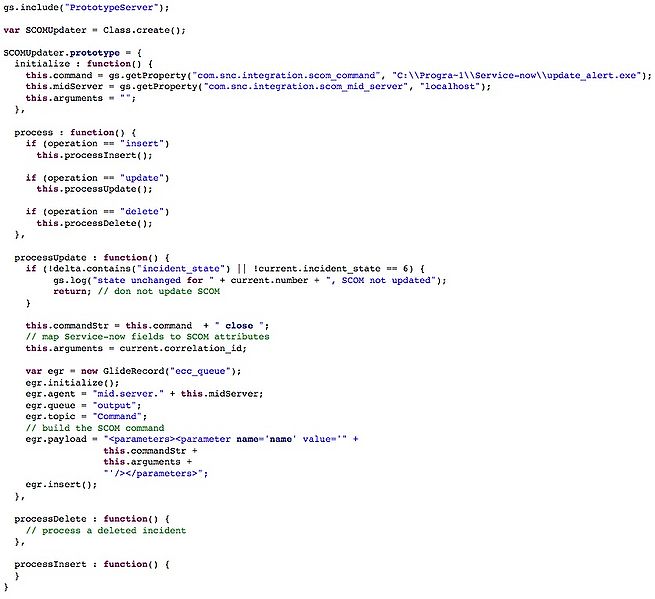 gs.include("PrototypeServer");
var SCOMUpdater = Class.create();
SCOMUpdater.prototype = {
initialize : function() {
this.command = gs.getProperty("com.snc.integration.scom_command", "C:\\Progra~1\\Service-now\\update_alert.exe");
this.midServer = gs.getProperty("com.snc.integration.scom_mid_server", "localhost");
this.arguments = "";
},
process : function() {
if (operation == "insert")
this.processInsert();
if (operation == "update")
this.processUpdate();
if (operation == "delete")
this.processDelete();
},
processUpdate : function() {
if (!delta.contains("incident_state") || !current.incident_state == 6) {
gs.log("state unchanged for " + current.number + ", SCOM not updated");
return; // don not update SCOM
}
this.commandStr = this.command + " close ";
// map Service-now fields to SCOM attributes
this.arguments = current.correlation_id;
var egr = new GlideRecord("ecc_queue");
egr.initialize();
egr.agent = "mid.server." + this.midServer;
egr.queue = "output";
egr.topic = "Command";
// build the SCOM command
egr.payload = "<parameters><parameter name='name' value='" +
this.commandStr +
this.arguments +
"'/></parameters>";
egr.insert();
},
processDelete : function() {
// process a deleted incident
},
processInsert : function() {
}
}